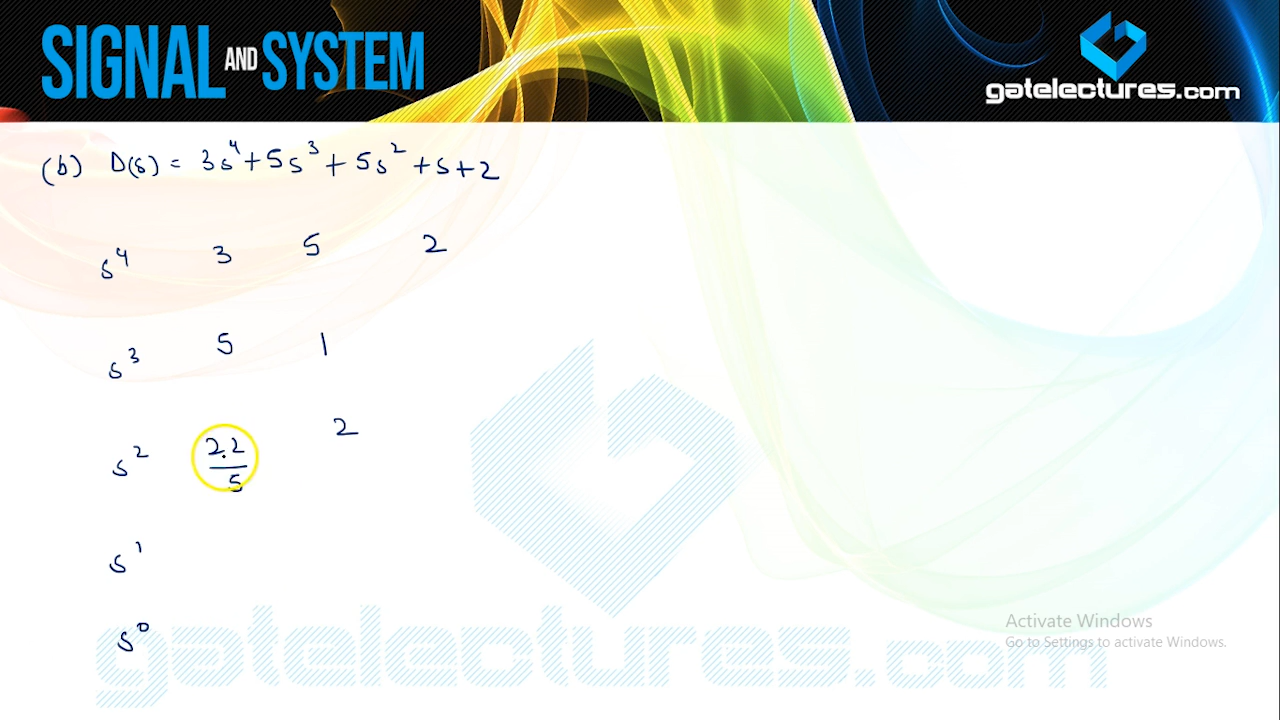 SIGNAL AND SYSTEM
gatelectures.com
(b) D(s) = 3s⁴+5s³+5s²+s+2
s⁴ 3 5 2
s³ 5 1
s² 2.2/5 2
s¹
s⁰
Activate Windows
Go to Settings to activate Windows.
gatelectures.com